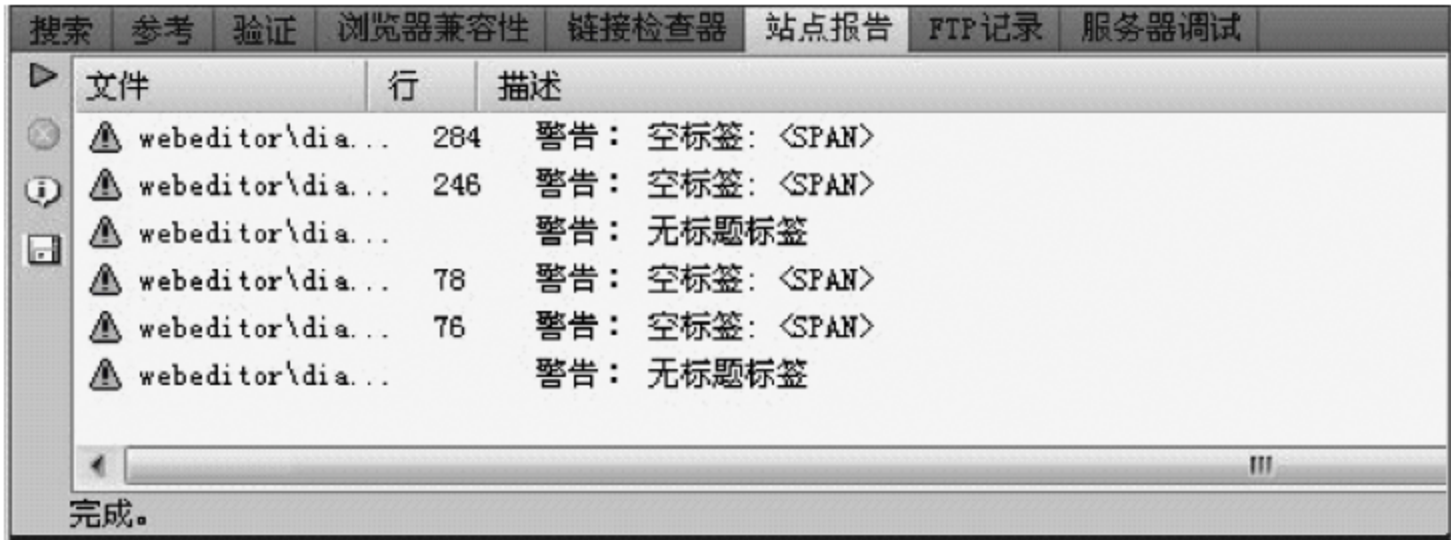 搜索 参考 验证 浏览器兼容性 链接检查器 站点报告 FTP记录 服务器调试
文件 行 描述
webeditor\dia... 284 警告： 空标签: <SPAN>
webeditor\dia... 246 警告： 空标签: <SPAN>
webeditor\dia... 警告： 无标题标签
webeditor\dia... 78 警告： 空标签: <SPAN>
webeditor\dia... 76 警告： 空标签: <SPAN>
webeditor\dia... 警告： 无标题标签
完成。